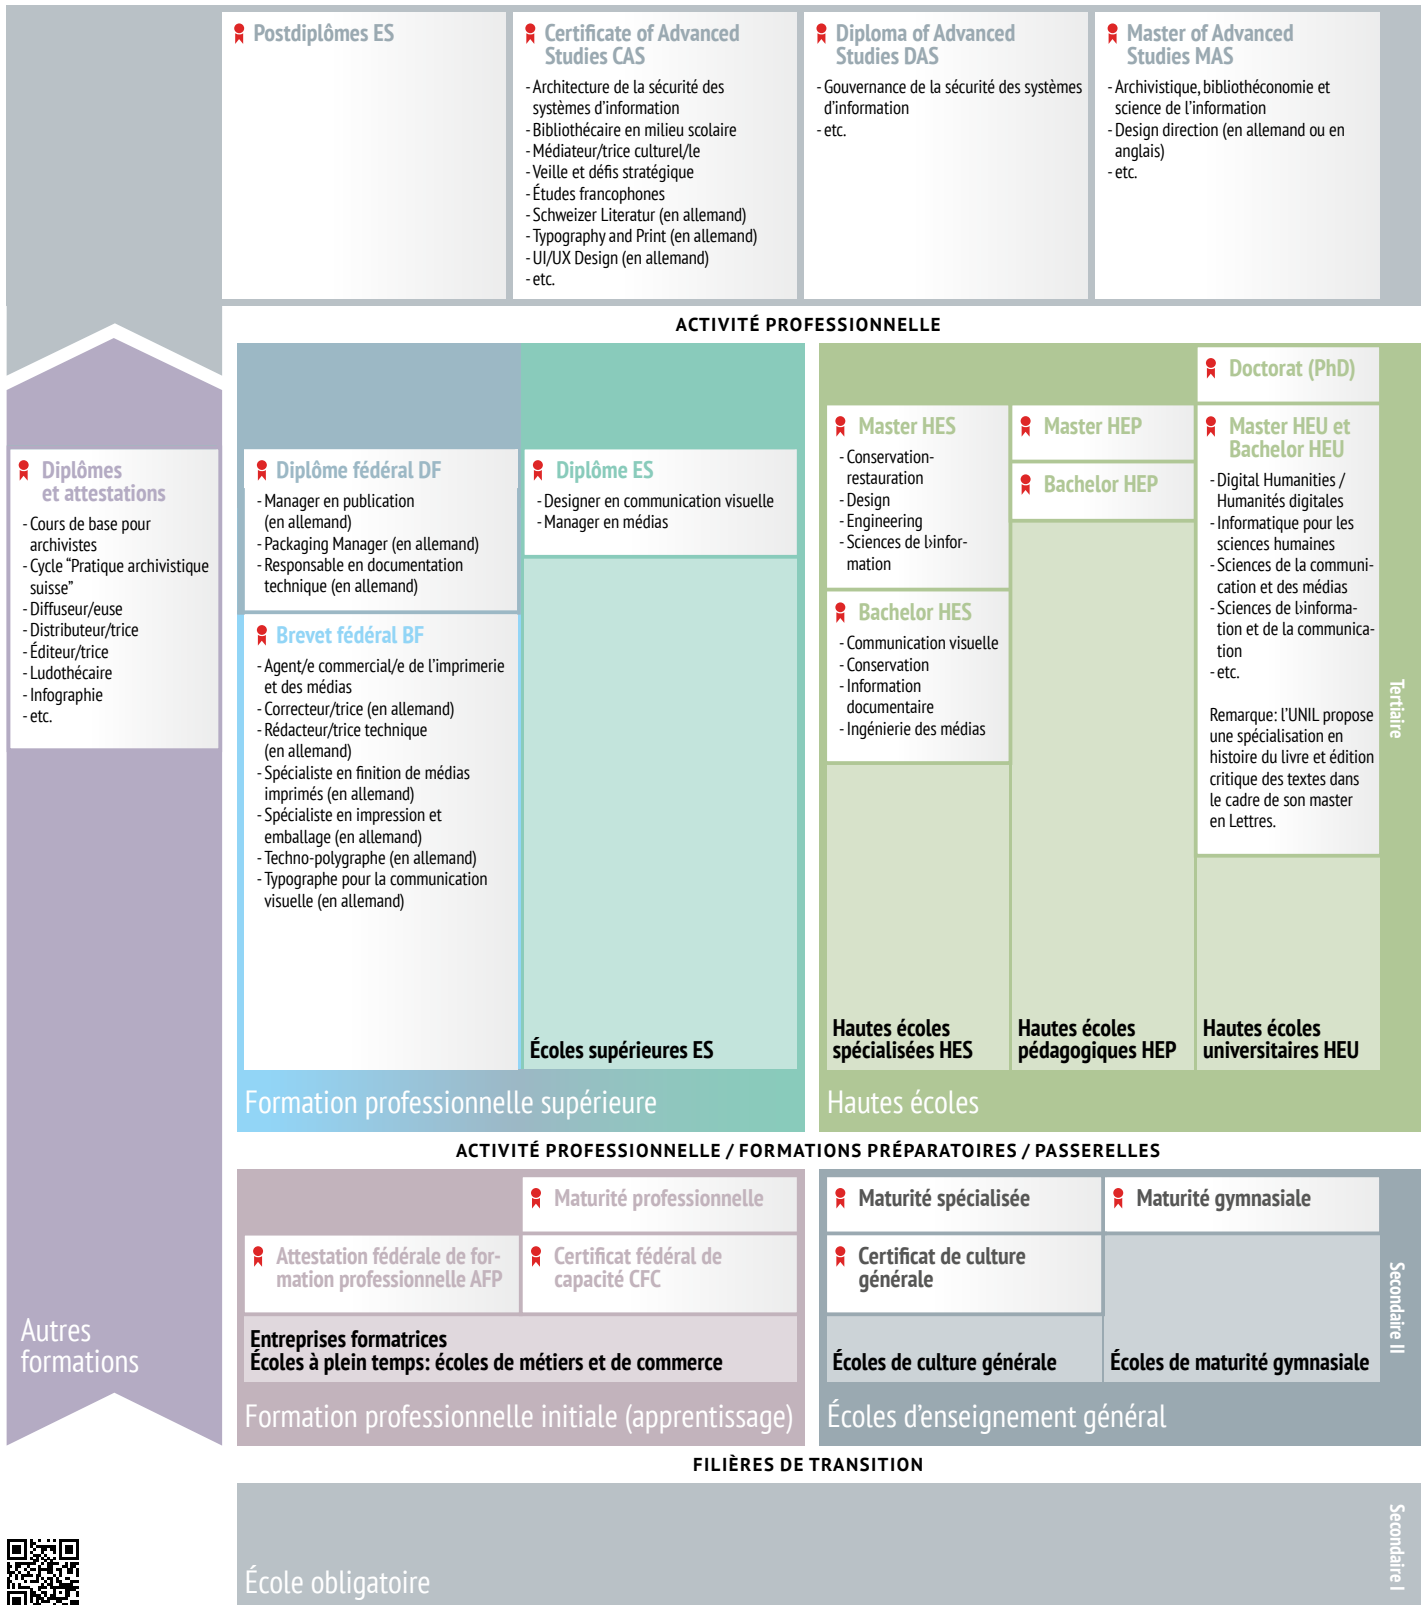 Postdiplômes ES
Certificate of Advanced
Studies CAS
- Architecture de la sécurité des
systèmes d'information
- Bibliothécaire en milieu scolaire
- Médiateur/trice culturel/le
- Veille et défis stratégique
- Études francophones
- Schweizer Literatur (en allemand)
- Typography and Print (en allemand)
- UI/UX Design (en allemand)
- etc.
Diploma of Advanced
Studies DAS
- Gouvernance de la sécurité des systèmes
d'information
- etc.
Master of Advanced
Studies MAS
- Archivistique, bibliothéconomie et
science de l'information
- Design direction (en allemand ou en
anglais)
- etc.
ACTIVITÉ PROFESSIONNELLE
Diplômes
et attestations
- Cours de base pour
archivistes
- Cycle “Pratique archivistique
suisse”
- Diffuseur/euse
- Distributeur/trice
- Éditeur/trice
- Ludothécaire
- Infographie
- etc.
Autres
formations
Diplôme fédéral DF
- Manager en publication
(en allemand)
- Packaging Manager (en allemand)
- Responsable en documentation
technique (en allemand)
Brevet fédéral BF
- Agent/e commercial/e de l'imprimerie
et des médias
- Correcteur/trice (en allemand)
- Rédacteur/trice technique
(en allemand)
- Spécialiste en finition de médias
imprimés (en allemand)
- Spécialiste en impression et
emballage (en allemand)
- Techno-polygraphe (en allemand)
- Typographe pour la communication
visuelle (en allemand)
Diplôme ES
- Designer en communication visuelle
- Manager en médias
Écoles supérieures ES
Formation professionnelle supérieure
Master HES
- Conservation-
restauration
- Design
- Engineering
- Sciences de l›infor-
mation
Bachelor HES
- Communication visuelle
- Conservation
- Information
documentaire
- Ingénierie des médias
Hautes écoles
spécialisées HES
Master HEP
Bachelor HEP
Hautes écoles
pédagogiques HEP
Doctorat (PhD)
Master HEU et
Bachelor HEU
- Digital Humanities /
Humanités digitales
- Informatique pour les
sciences humaines
- Sciences de la communi-
cation et des médias
- Sciences de l›informa-
tion et de la communica-
tion
- etc.
Remarque: l'UNIL propose
une spécialisation en
histoire du livre et édition
critique des textes dans
le cadre de son master
en Lettres.
Hautes écoles
universitaires HEU
Hautes écoles
Tertiaire
ACTIVITÉ PROFESSIONNELLE / FORMATIONS PRÉPARATOIRES / PASSERELLES
Maturité professionnelle
Attestation fédérale de for-
mation professionnelle AFP
Certificat fédéral de
capacité CFC
Entreprises formatrices
Écoles à plein temps: écoles de métiers et de commerce
Formation professionnelle initiale (apprentissage)
Maturité spécialisée
Certificat de culture
générale
Écoles de culture générale
Maturité gymnasiale
Écoles de maturité gymnasiale
Écoles d'enseignement général
Secondaire II
FILIÈRES DE TRANSITION
École obligatoire
Secondaire I